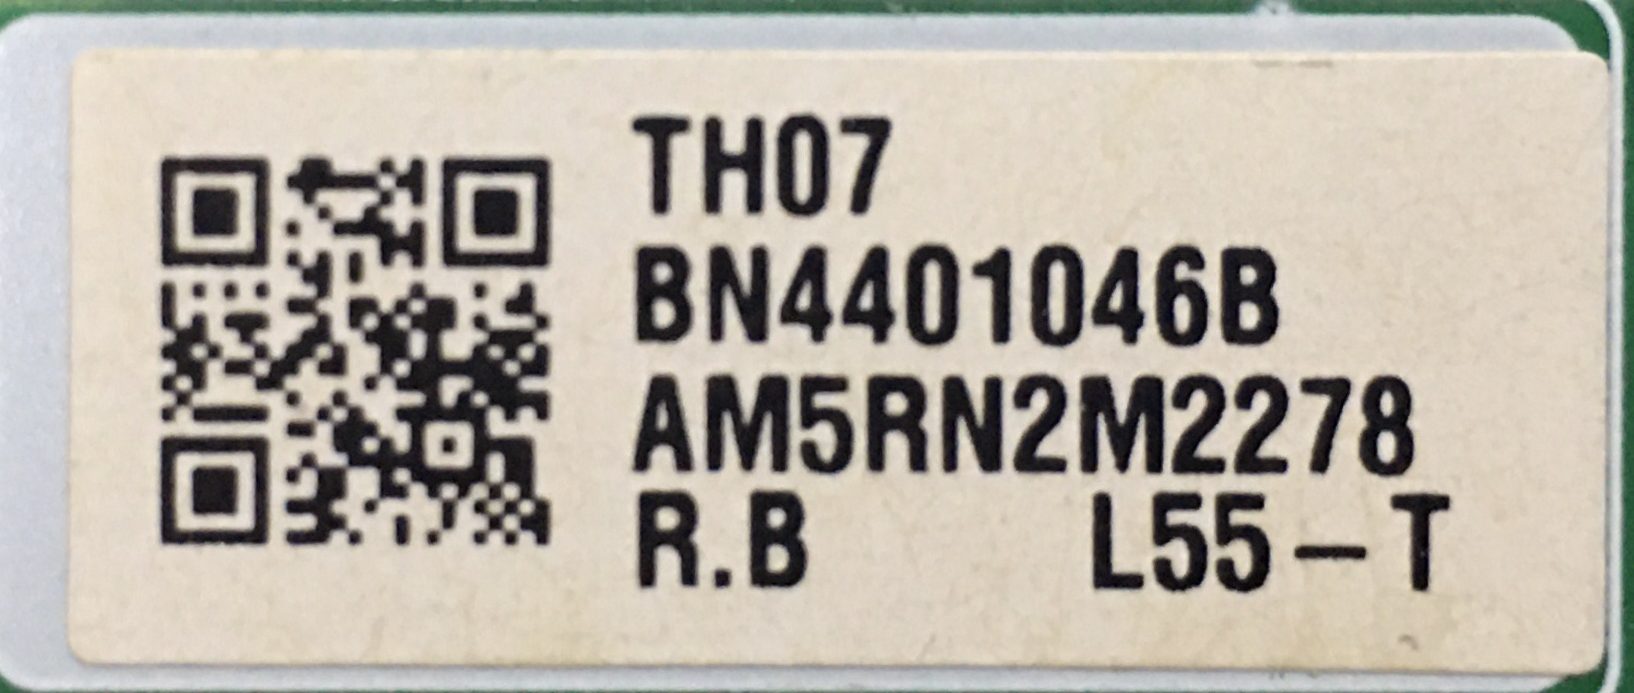 TH07
BN4401046B
AM5RN2M2278
R.B L55-T